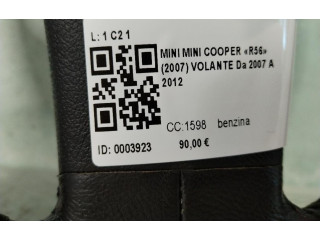 L: 1 C2 1
MINI MINI COOPER «R56»
(2007) VOLANTE Da 2007 A
2012
CC:1598 benzina
ID: 0003923 90,00 €